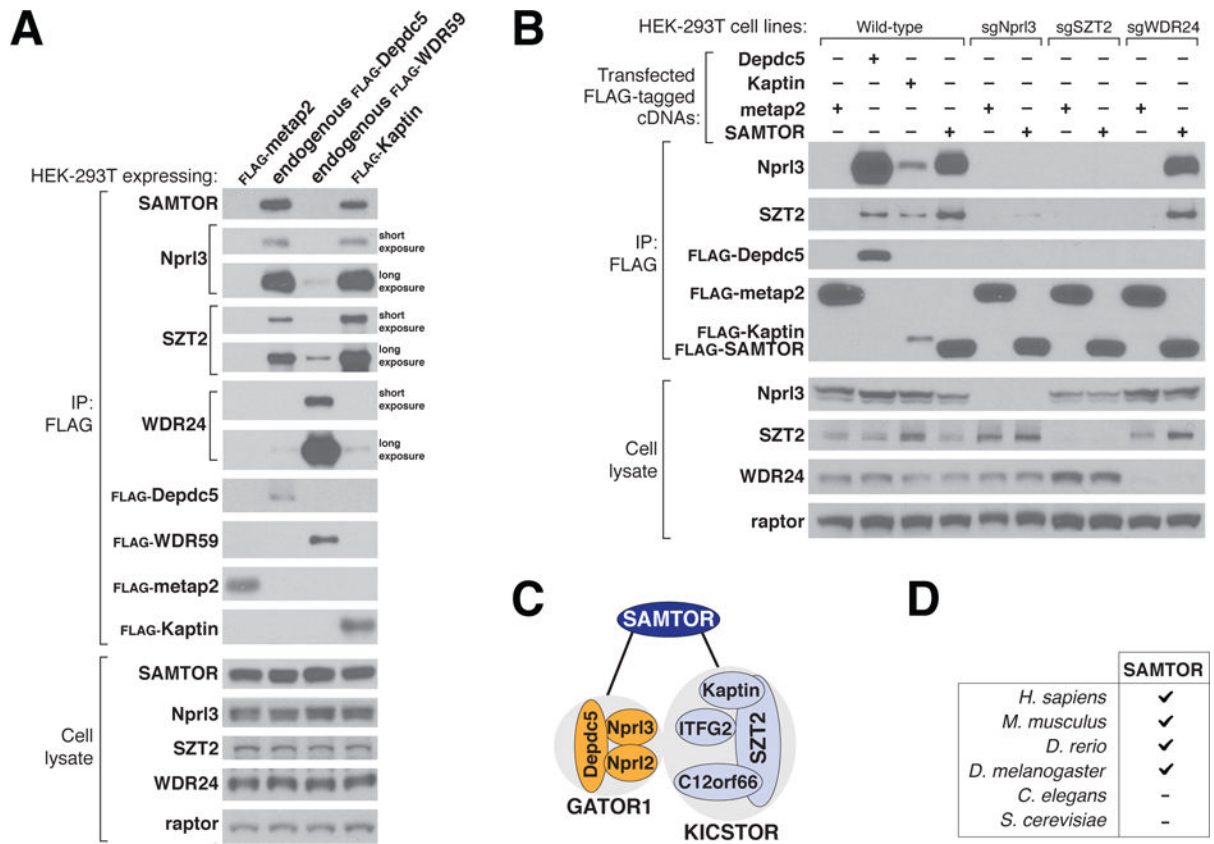 A
HEK-293T expressing:
FLAG-metap2
endogenous FLAG-Depdc5
endogenous FLAG-WDR59
FLAG-Kaptin
IP:
FLAG
SAMTOR
Nprl3
short
exposure
long
exposure
SZT2
short
exposure
long
exposure
WDR24
short
exposure
long
exposure
FLAG-Depdc5
FLAG-WDR59
FLAG-metap2
FLAG-Kaptin
Cell
lysate
SAMTOR
Nprl3
SZT2
WDR24
raptor
B
HEK-293T cell lines: Wild-type sgNprl3 sgSZT2 sgWDR24
Transfected
FLAG-tagged
cDNAs:
Depdc5 – + – – – – – – – –
Kaptin – – + – – – – – – –
metap2 + – – – + – + – + –
SAMTOR – – – + – + – + – +
IP:
FLAG
Nprl3
SZT2
FLAG-Depdc5
FLAG-metap2
FLAG-Kaptin
FLAG-SAMTOR
Cell
lysate
Nprl3
SZT2
WDR24
raptor
C
SAMTOR
Depdc5
Nprl3
Nprl2
GATOR1
Kaptin
ITFG2
SZT2
C12orf66
KICSTOR
D
SAMTOR
H. sapiens ✔
M. musculus ✔
D. rerio ✔
D. melanogaster ✔
C. elegans –
S. cerevisiae –